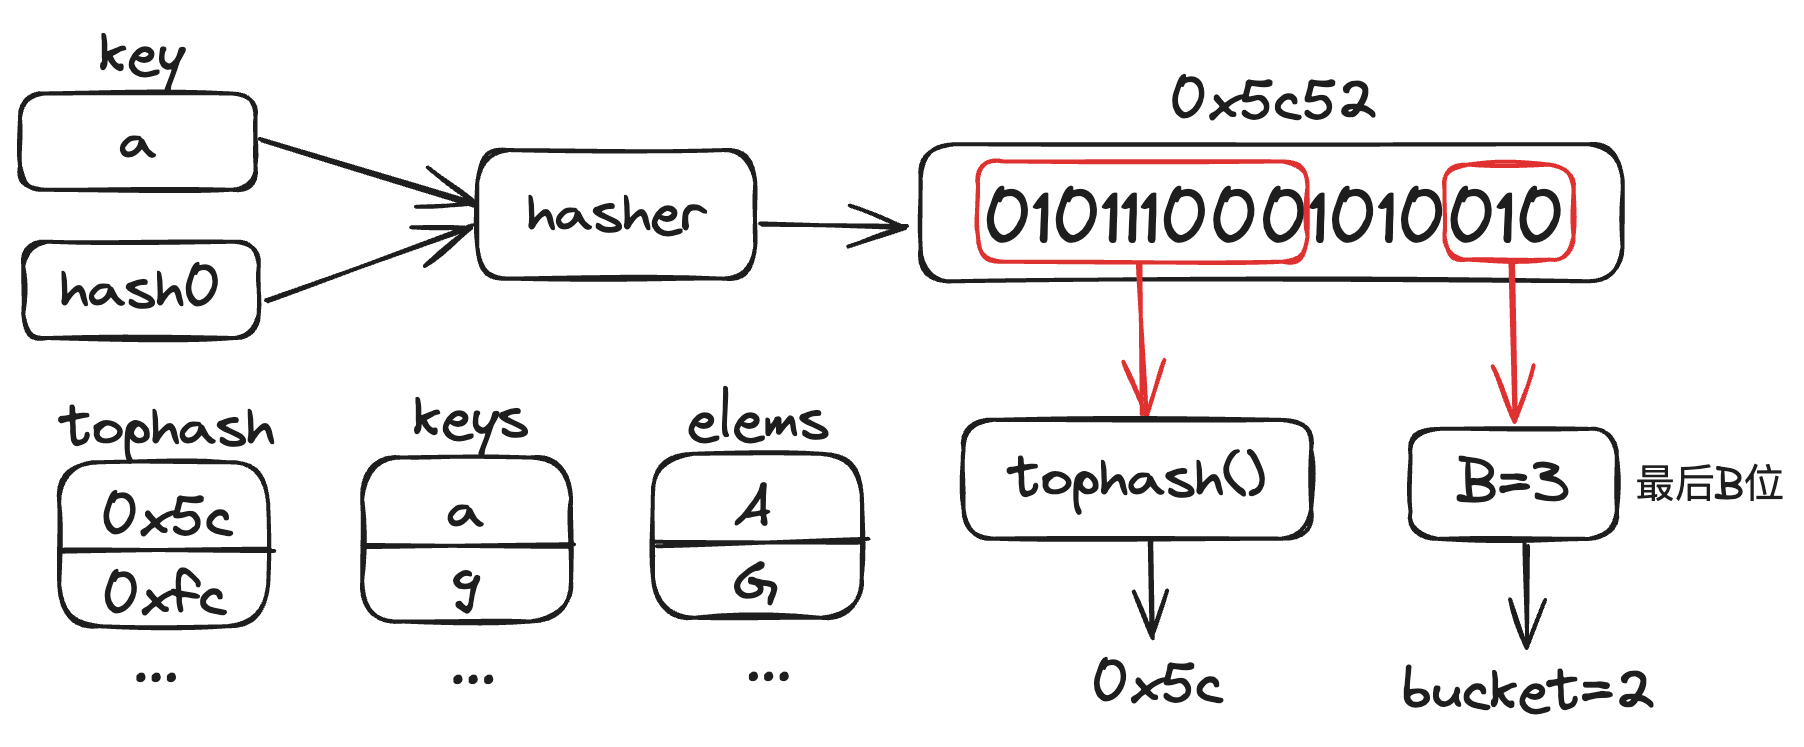 key
a
hash0
hasher
0x5c52
0101110001010010
tophash
0x5c
0xfc
...
keys
a
g
...
elems
A
G
...
tophash()
0x5c
B=3
最后B位
bucket=2